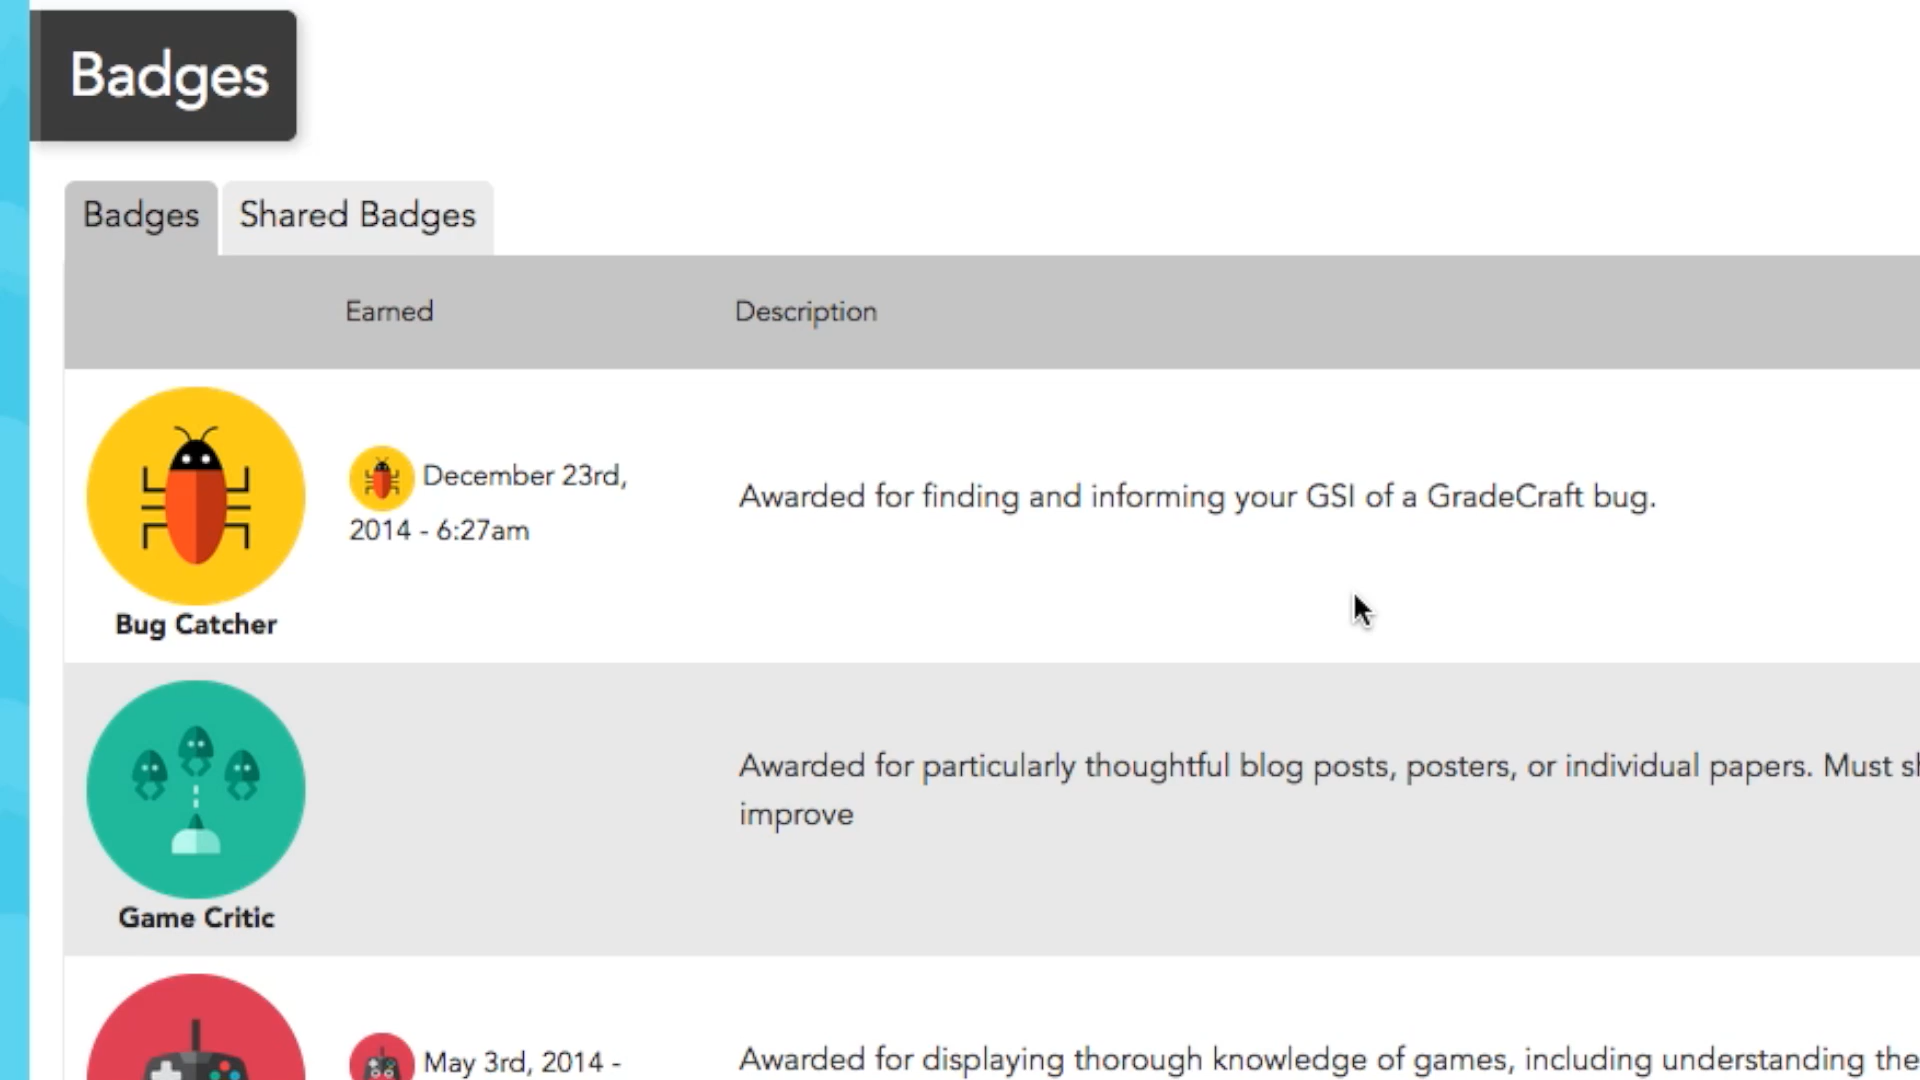 Badges
Badges Shared Badges
Earned Description
December 23rd,
2014 - 6:27am
Awarded for finding and informing your GSI of a GradeCraft bug.
Bug Catcher
Awarded for particularly thoughtful blog posts, posters, or individual papers. Must
improve
Game Critic
May 3rd, 2014 -
Awarded for displaying thorough knowledge of games, including understanding the